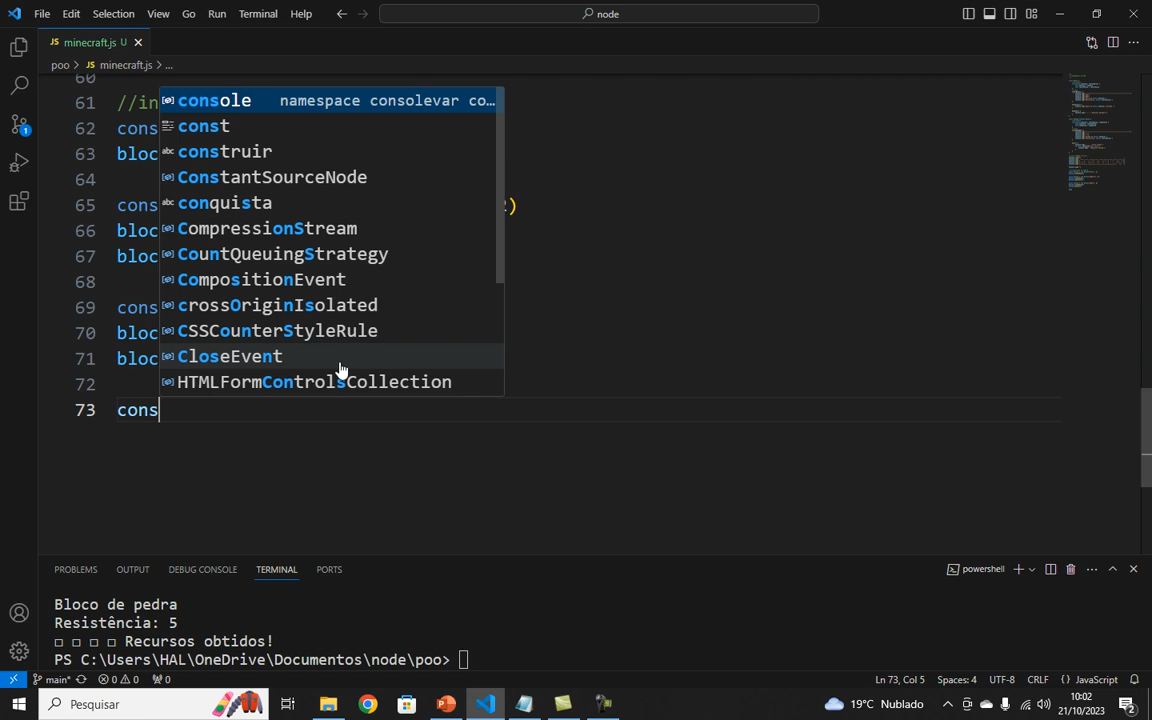 File Edit Selection View Go Run Terminal Help
node
JS minecraft.js U
poo > JS minecraft.js > ...
60
61 //in
62 cons
63 bloc
64
65 cons 2)
66 bloc
67 bloc
68
69 cons
70 bloc
71 bloc
72
73 cons
console namespace consolevar co…
const
construir
ConstantSourceNode
conquista
CompressionStream
CountQueuingStrategy
CompositionEvent
crossOriginIsolated
CSSCounterStyleRule
CloseEvent
HTMLFormControlsCollection
1
PROBLEMS OUTPUT DEBUG CONSOLE TERMINAL PORTS
powershell
Bloco de pedra
Resistência: 5
Recursos obtidos!
PS C:\Users\HAL\OneDrive\Documentos\node\poo>
main* 0 0 0
Ln 73, Col 5 Spaces: 4 UTF-8 CRLF {} JavaScript
Pesquisar
19°C Nublado
10:02
21/10/2023
2